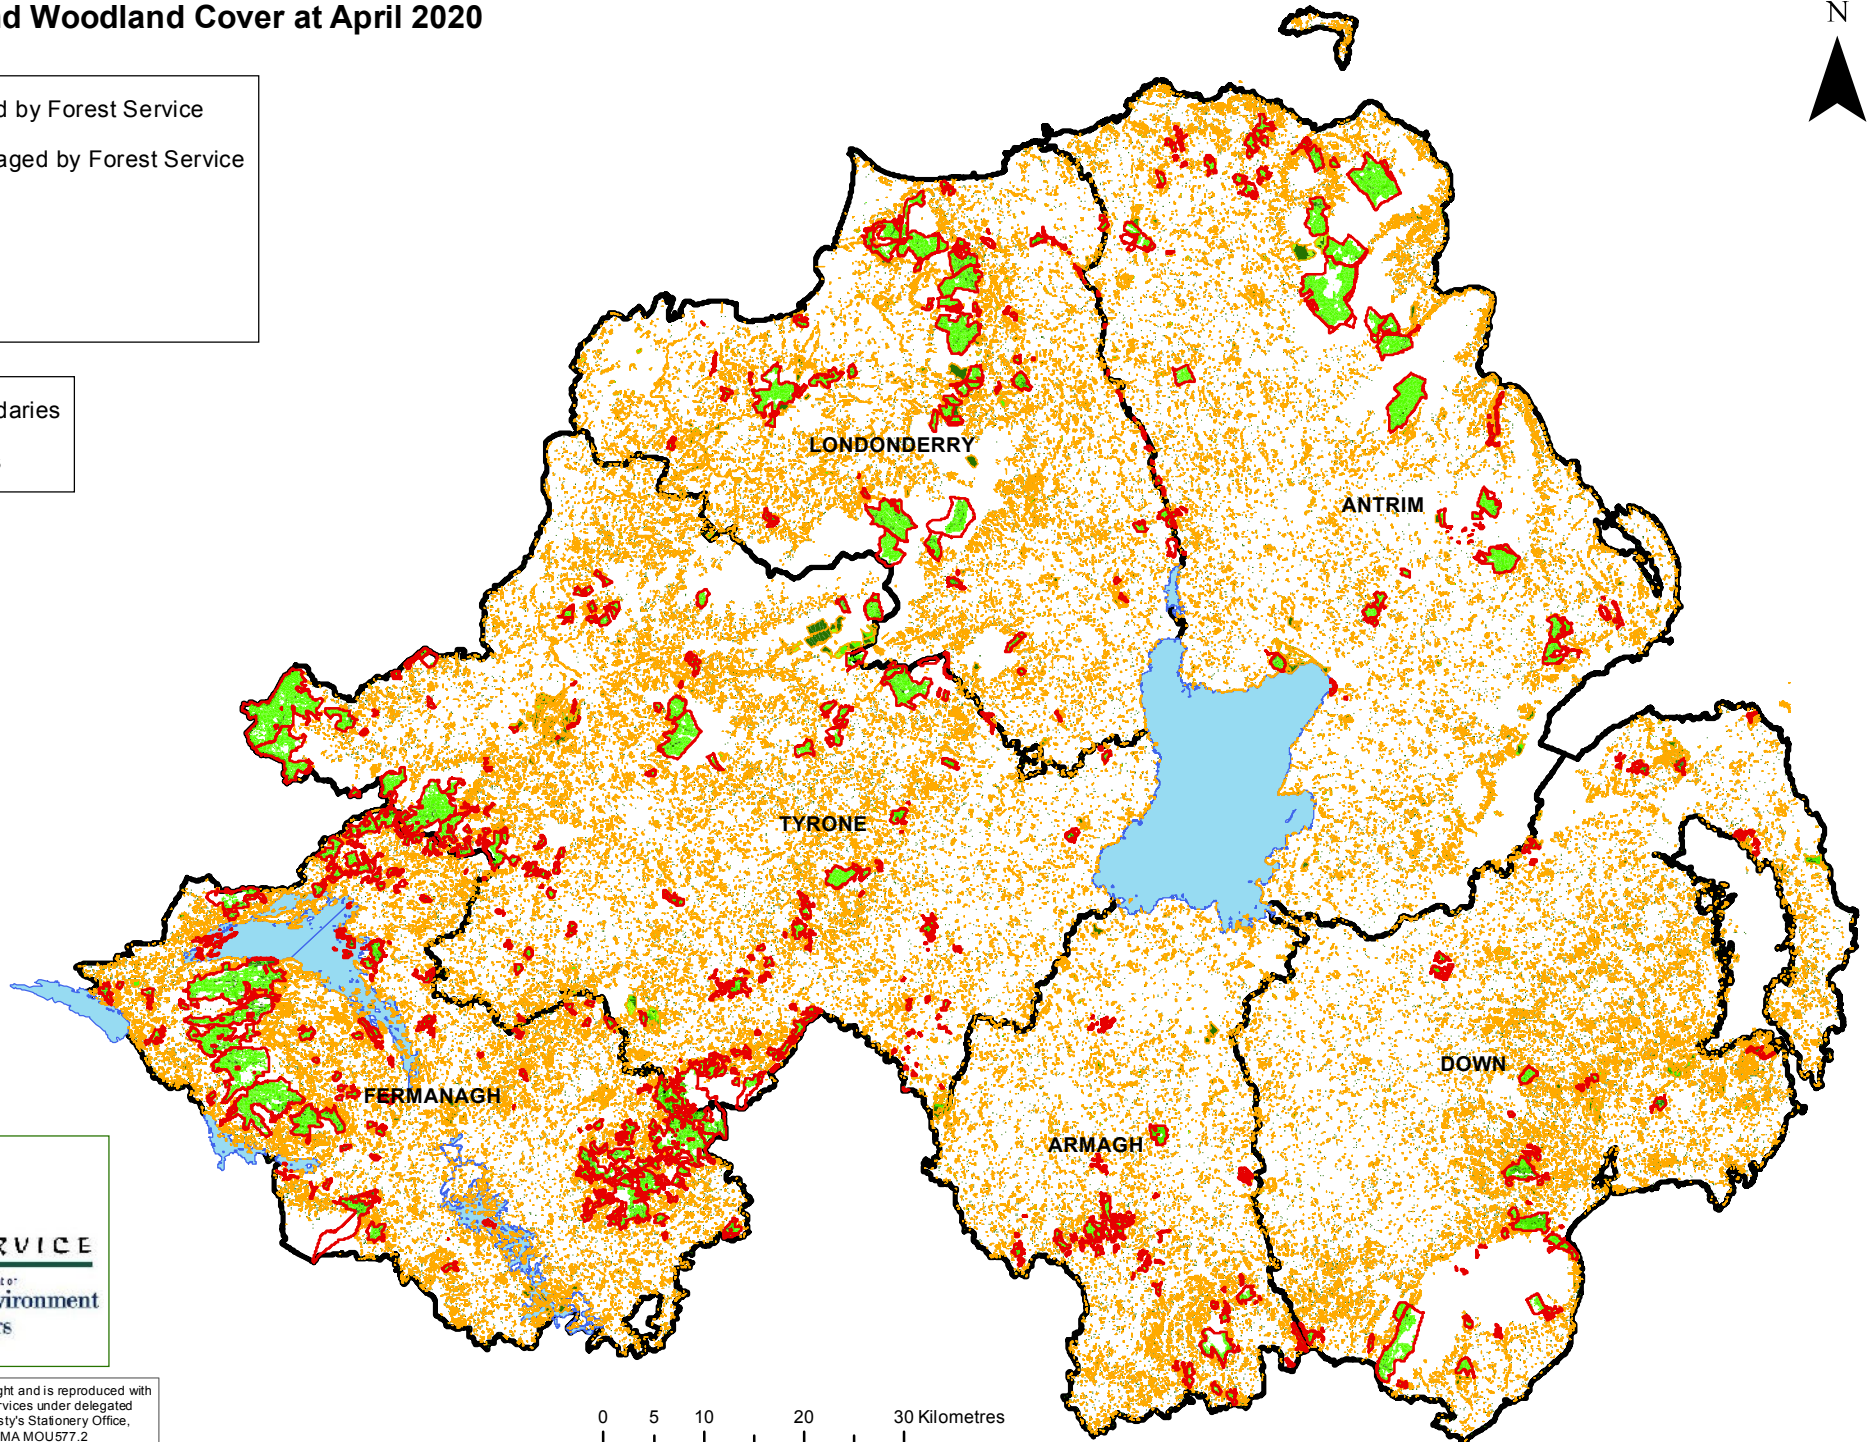 nd Woodland Cover at April 2020
N
d by Forest Service
aged by Forest Service
daries
LONDONDERRY
ANTRIM
TYRONE
FERMANAGH
DOWN
ARMAGH
RVICE
vironment
rs
ght and is reproduced with
rvices under delegated
sty's Stationery Office,
MA MOU577.2
0 5 10 20 30 Kilometres